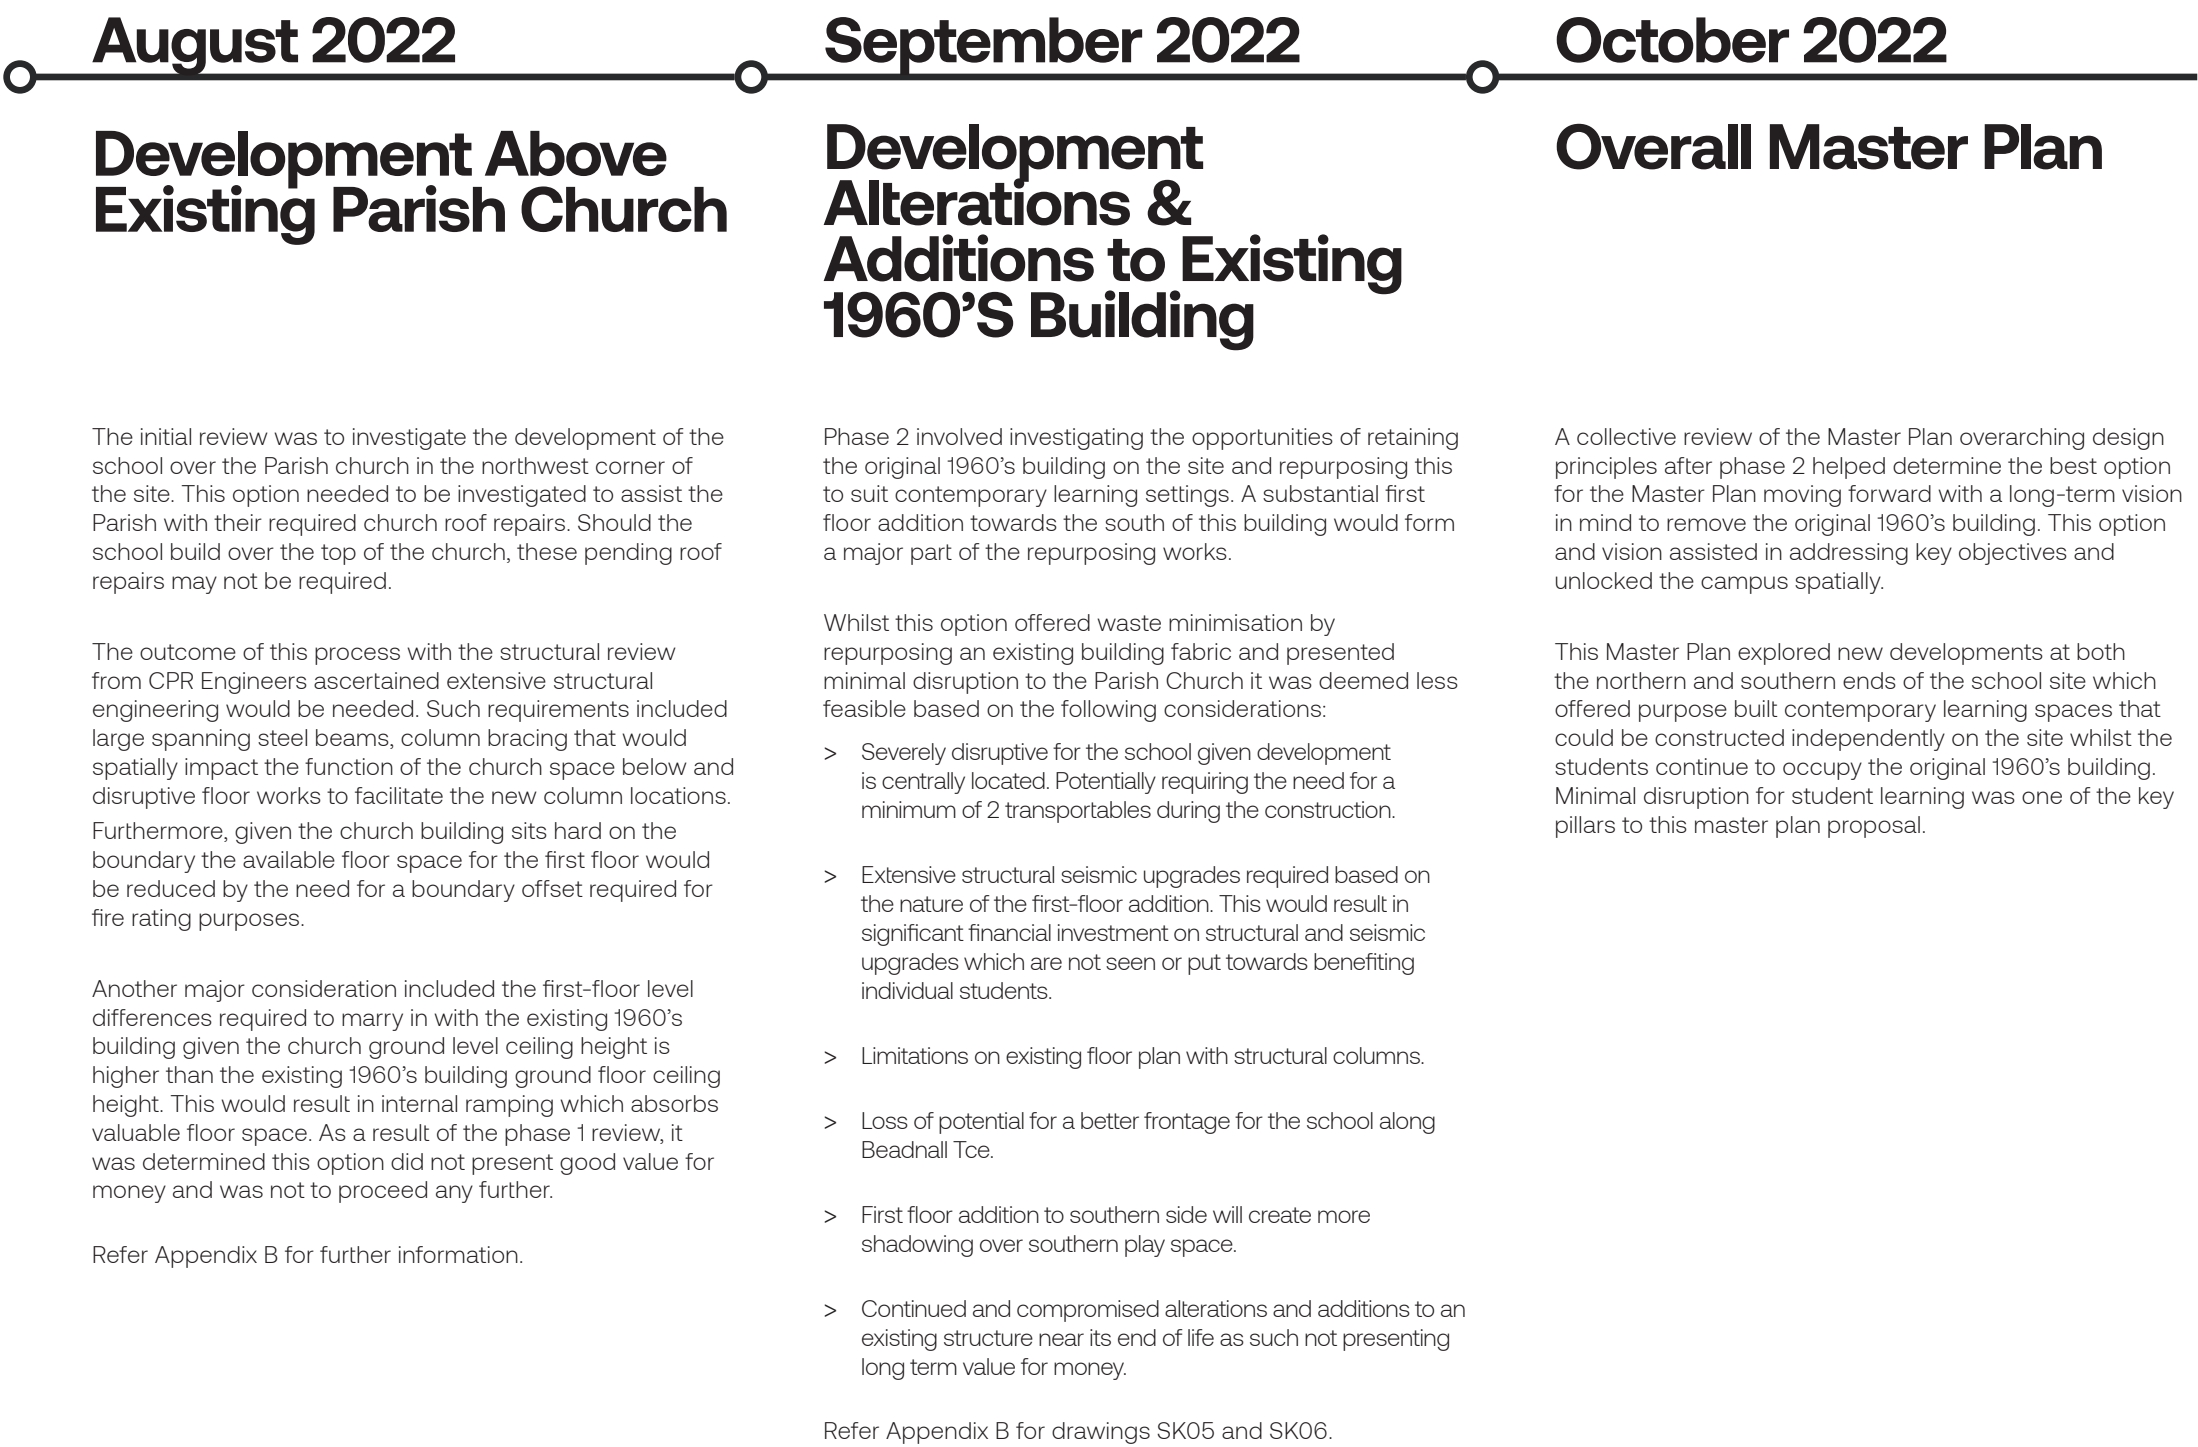 August 2022
Development Above
Existing Parish Church
The initial review was to investigate the development of the
school over the Parish church in the northwest corner of
the site. This option needed to be investigated to assist the
Parish with their required church roof repairs. Should the
school build over the top of the church, these pending roof
repairs may not be required.
The outcome of this process with the structural review
from CPR Engineers ascertained extensive structural
engineering would be needed. Such requirements included
large spanning steel beams, column bracing that would
spatially impact the function of the church space below and
disruptive floor works to facilitate the new column locations.
Furthermore, given the church building sits hard on the
boundary the available floor space for the first floor would
be reduced by the need for a boundary offset required for
fire rating purposes.
Another major consideration included the first-floor level
differences required to marry in with the existing 1960's
building given the church ground level ceiling height is
higher than the existing 1960's building ground floor ceiling
height. This would result in internal ramping which absorbs
valuable floor space. As a result of the phase 1 review, it
was determined this option did not present good value for
money and was not to proceed any further.
Refer Appendix B for further information.
September 2022
Development
Alterations &
Additions to Existing
1960'S Building
Phase 2 involved investigating the opportunities of retaining
the original 1960's building on the site and repurposing this
to suit contemporary learning settings. A substantial first
floor addition towards the south of this building would form
a major part of the repurposing works.
Whilst this option offered waste minimisation by
repurposing an existing building fabric and presented
minimal disruption to the Parish Church it was deemed less
feasible based on the following considerations:
> Severely disruptive for the school given development
is centrally located. Potentially requiring the need for a
minimum of 2 transportables during the construction.
> Extensive structural seismic upgrades required based on
the nature of the first-floor addition. This would result in
significant financial investment on structural and seismic
upgrades which are not seen or put towards benefiting
individual students.
> Limitations on existing floor plan with structural columns.
> Loss of potential for a better frontage for the school along
Beadnall Tce.
> First floor addition to southern side will create more
shadowing over southern play space.
> Continued and compromised alterations and additions to an
existing structure near its end of life as such not presenting
long term value for money.
Refer Appendix B for drawings SK05 and SK06.
October 2022
Overall Master Plan
A collective review of the Master Plan overarching design
principles after phase 2 helped determine the best option
for the Master Plan moving forward with a long-term vision
in mind to remove the original 1960's building. This option
and vision assisted in addressing key objectives and
unlocked the campus spatially.
This Master Plan explored new developments at both
the northern and southern ends of the school site which
offered purpose built contemporary learning spaces that
could be constructed independently on the site whilst the
students continue to occupy the original 1960's building.
Minimal disruption for student learning was one of the key
pillars to this master plan proposal.